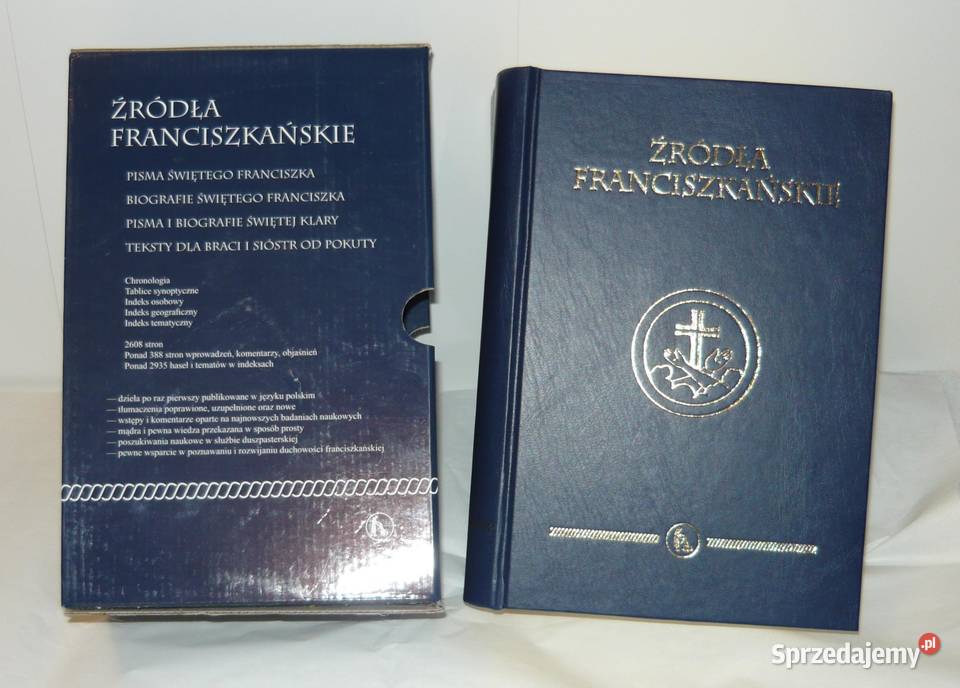 ŹRÓDŁA
FRANCISZKAŃSKIE
PISMA ŚWIĘTEGO FRANCISZKA
BIOGRAFIE ŚWIĘTEGO FRANCISZKA
PISMA I BIOGRAFIE ŚWIĘTEJ KLARY
TEKSTY DLA BRACI I SIÓSTR OD POKUTY
Chronologia
Tablice synoptyczne
Indeks osobowy
Indeks geograficzny
Indeks tematyczny
2608 stron
Ponad 388 stron wprowadzeń, komentarzy, objaśnień
Ponad 2935 haseł i tematów w indeksach
— dzieła po raz pierwszy publikowane w języku polskim
— tłumaczenia poprawione, uzupełnione oraz nowe
— wstępy i komentarze oparte na najnowszych badaniach naukowych
— mądra i pewna wiedza przekazana w sposób prosty
— poszukiwania naukowe w służbie duszpasterskiej
— pewne wsparcie w poznawaniu i rozwijaniu duchowości franciszkańskiej
ŹRÓDŁA
FRANCISZKAŃSKIE
Sprzedajemy.pl